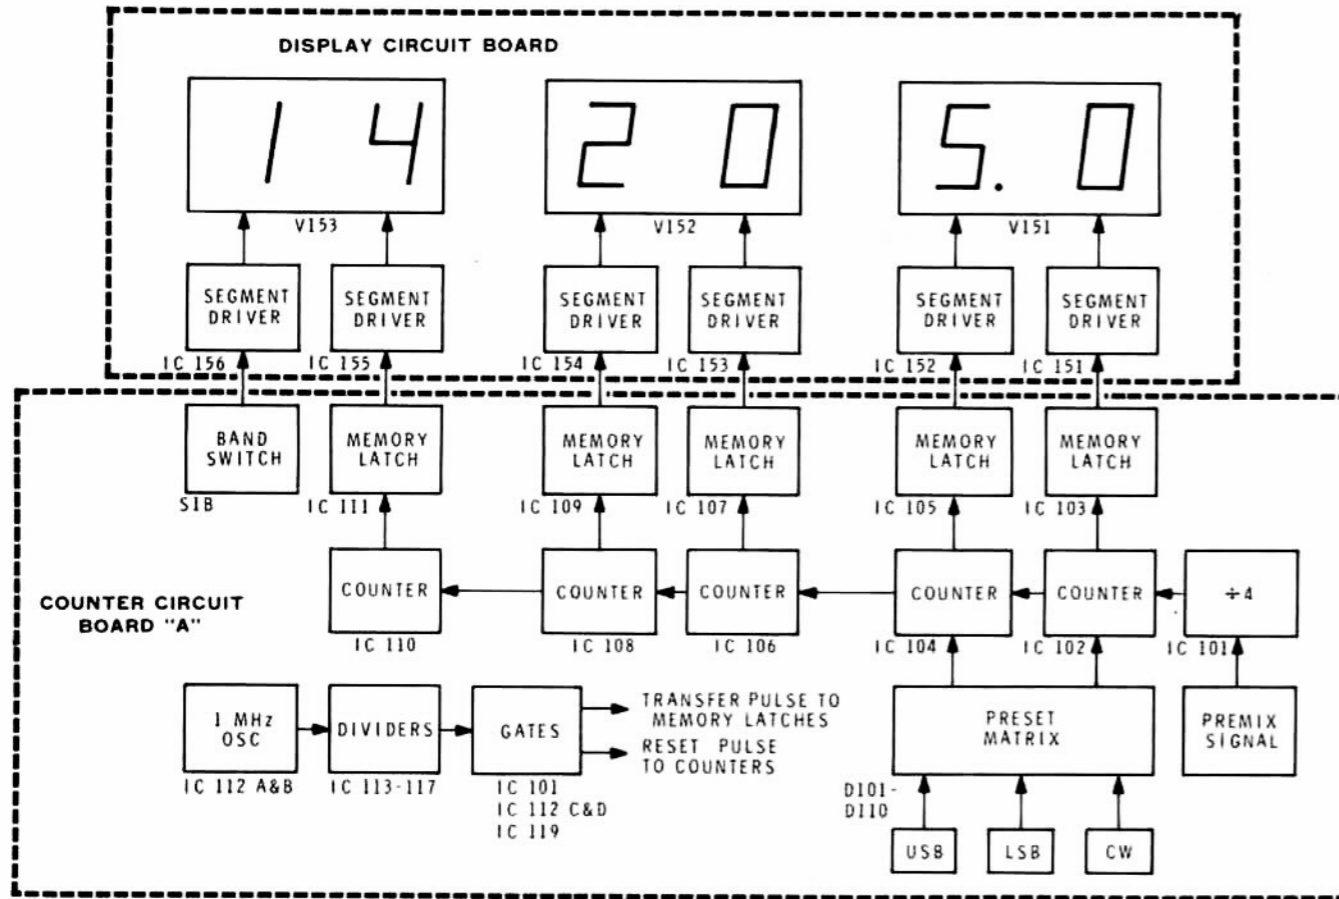 DISPLAY CIRCUIT BOARD
1 4
2 0
5. 0
V153
V152
V151
SEGMENT DRIVER
SEGMENT DRIVER
SEGMENT DRIVER
SEGMENT DRIVER
SEGMENT DRIVER
SEGMENT DRIVER
IC 156
IC 155
IC 154
IC 153
IC 152
IC 151
BAND SWITCH
MEMORY LATCH
MEMORY LATCH
MEMORY LATCH
MEMORY LATCH
MEMORY LATCH
S1B
IC 111
IC 109
IC 107
IC 105
IC 103
COUNTER CIRCUIT
BOARD "A"
COUNTER
COUNTER
COUNTER
COUNTER
COUNTER
÷4
IC 110
IC 108
IC 106
IC 104
IC 102
IC 101
1 MHz
OSC
DIVIDERS
GATES
TRANSFER PULSE TO
MEMORY LATCHES
RESET PULSE
TO COUNTERS
PRESET
MATRIX
PREMIX
SIGNAL
IC 112 A&B
IC 113-117
IC 101
IC 112 C&D
IC 119
D101-
D110
USB
LSB
CW